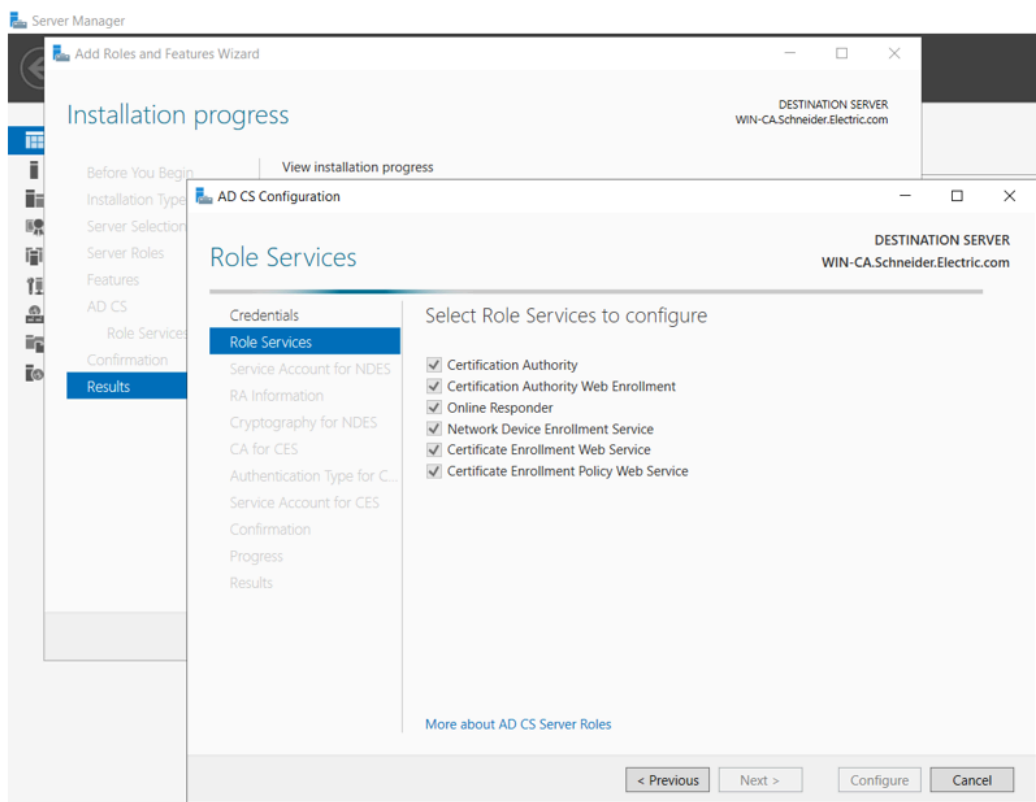 Server Manager
Add Roles and Features Wizard
Installation progress
DESTINATION SERVER
WIN-CA.Schneider.Electric.com
Before You Begin
Installation Type
Server Selection
Server Roles
Features
AD CS
Role Services
Confirmation
Results
View installation progress
AD CS Configuration
Role Services
DESTINATION SERVER
WIN-CA.Schneider.Electric.com
Credentials
Role Services
Service Account for NDES
RA Information
Cryptography for NDES
CA for CES
Authentication Type for C...
Service Account for CES
Confirmation
Progress
Results
Select Role Services to configure
Certification Authority
Certification Authority Web Enrollment
Online Responder
Network Device Enrollment Service
Certificate Enrollment Web Service
Certificate Enrollment Policy Web Service
More about AD CS Server Roles
< Previous
Next >
Configure
Cancel